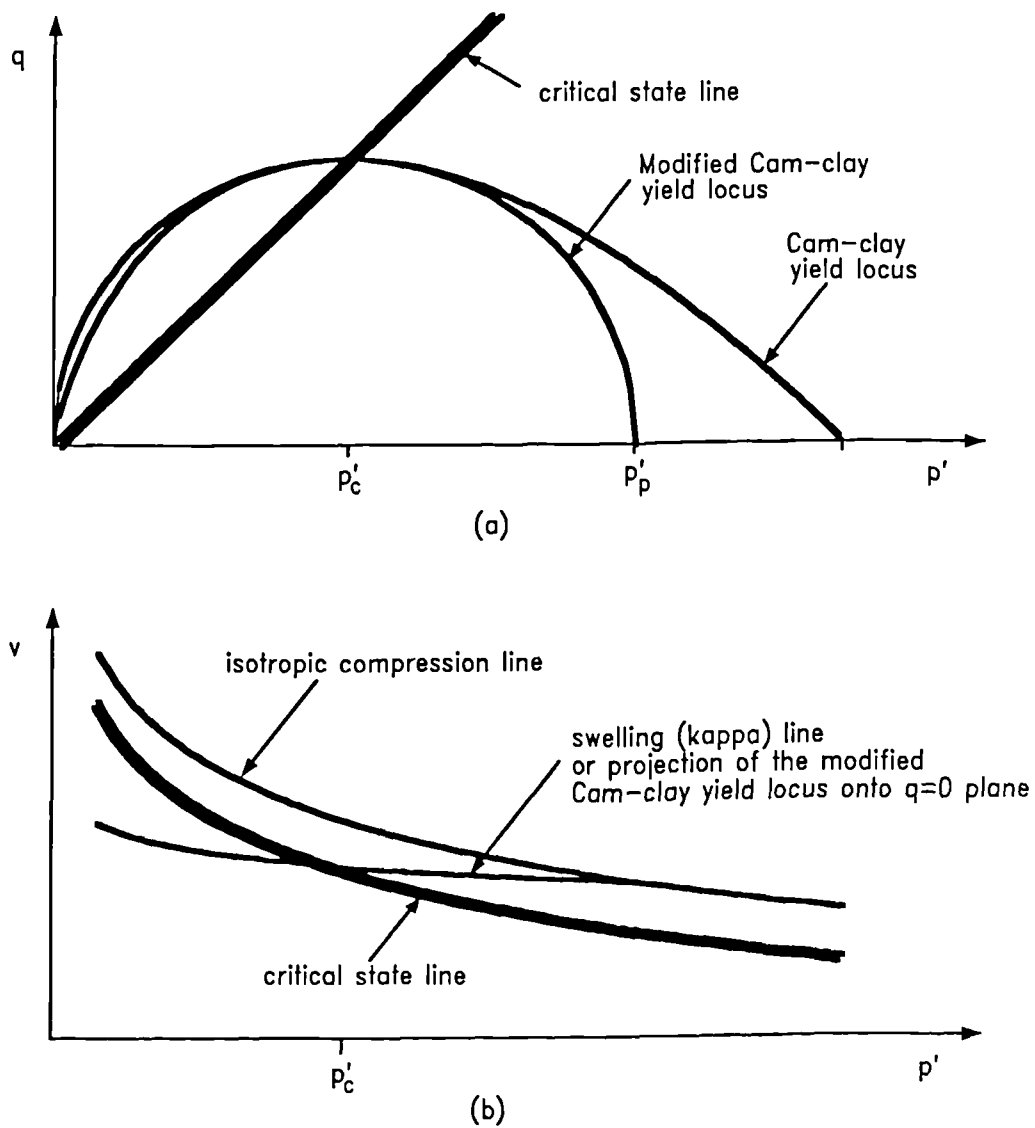 q
critical state line
Modified Cam-clay
yield locus
Cam-clay
yield locus
p'c
p'p
p'
(a)
v
isotropic compression line
swelling (kappa) line
or projection of the modified
Cam-clay yield locus onto q=0 plane
critical state line
p'c
p'
(b)